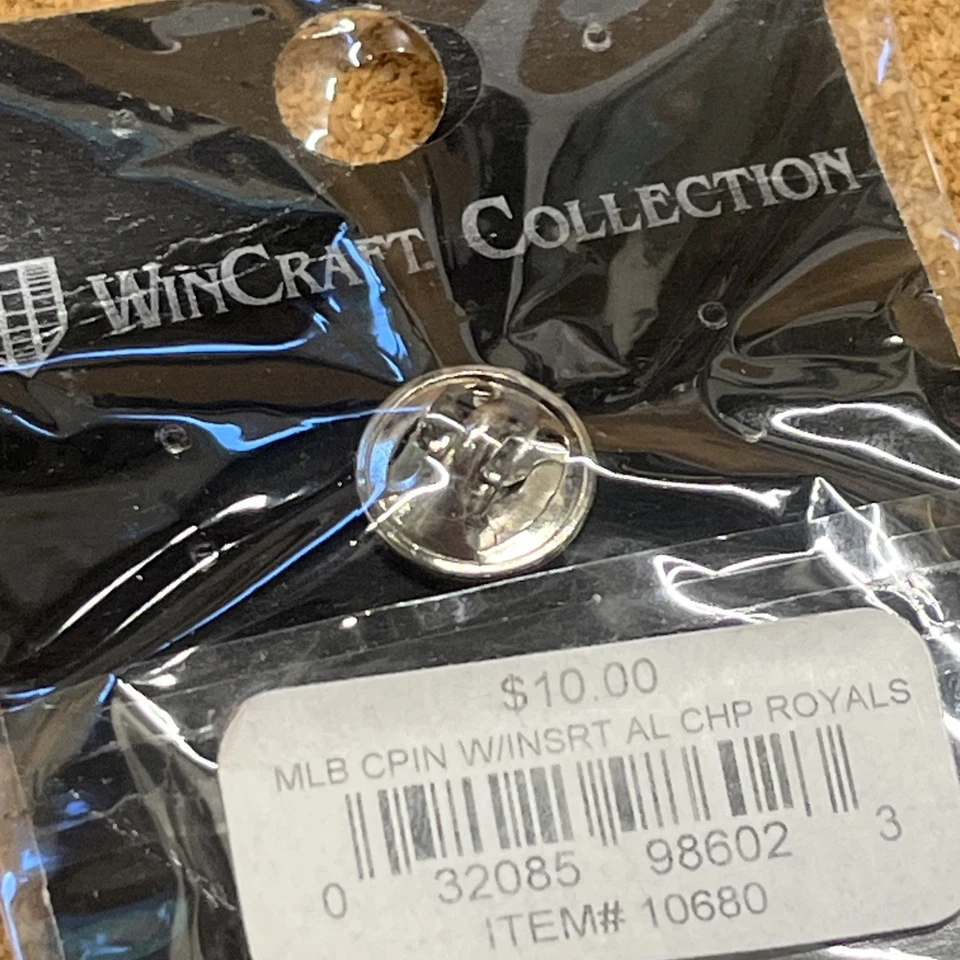 WINCRAFT. COLLECTION
$10.00
MLB CPIN W/INSRT AL CHP ROYALS
0 32085 98602 3
ITEM# 10680